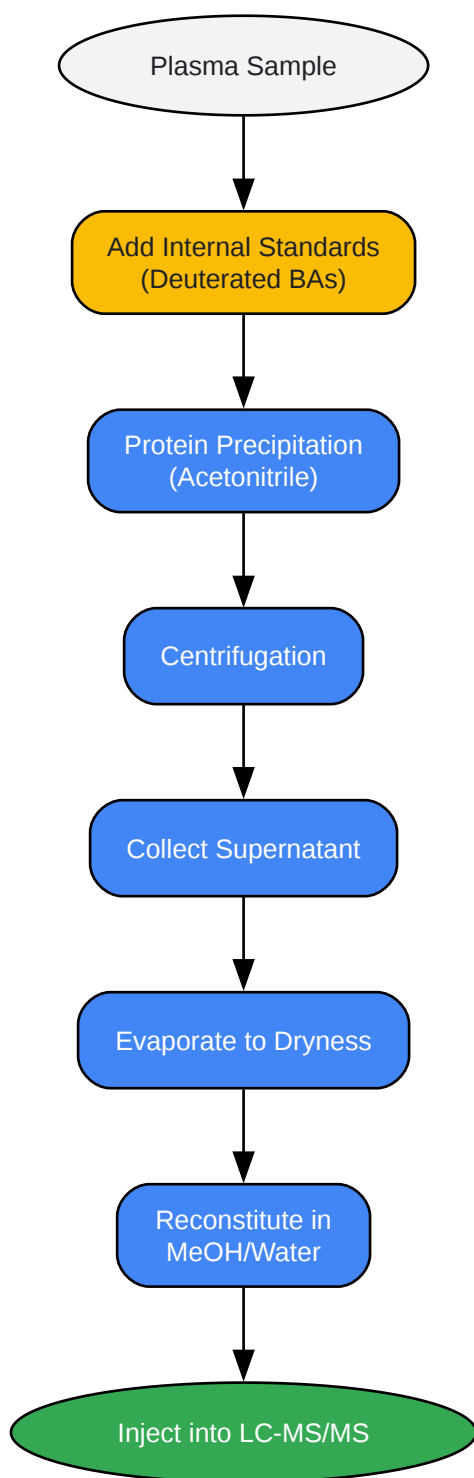 Plasma Sample
Add Internal Standards
(Deuterated BAs)
Protein Precipitation
(Acetonitrile)
Centrifugation
Collect Supernatant
Evaporate to Dryness
Reconstitute in
MeOH/Water
Inject into LC-MS/MS